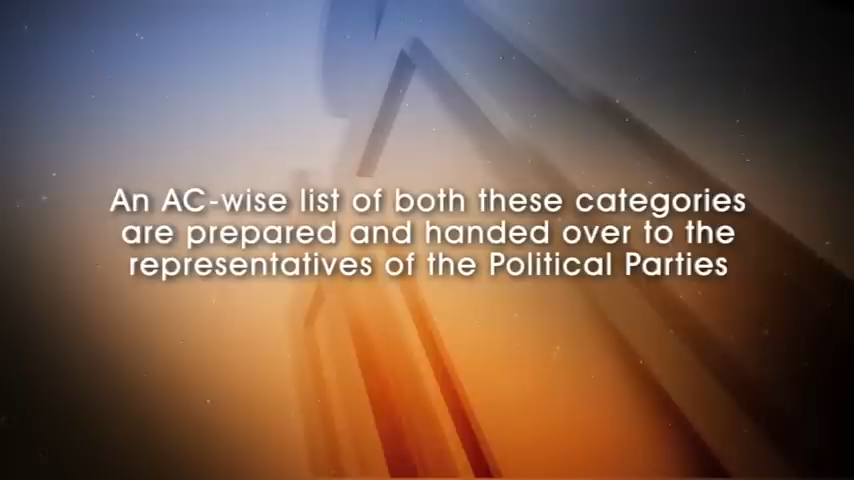 An AC-wise list of both these categories
are prepared and handed over to the
representatives of the Political Parties